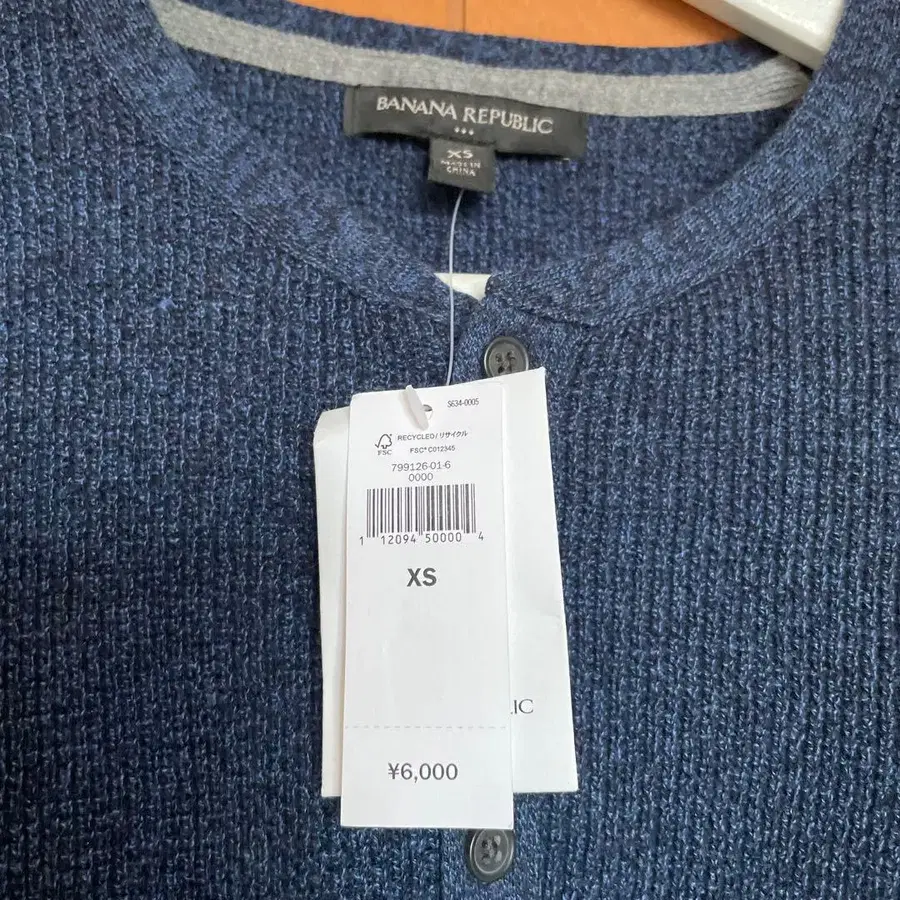 BANANA REPUBLIC
XS
MADE IN
CHINA
S634-0005
RECYCLED/リサイクル
FSC
FSC® C012345
799126-01-6
0000
1 12094 50000 4
XS
LIC
¥6,000